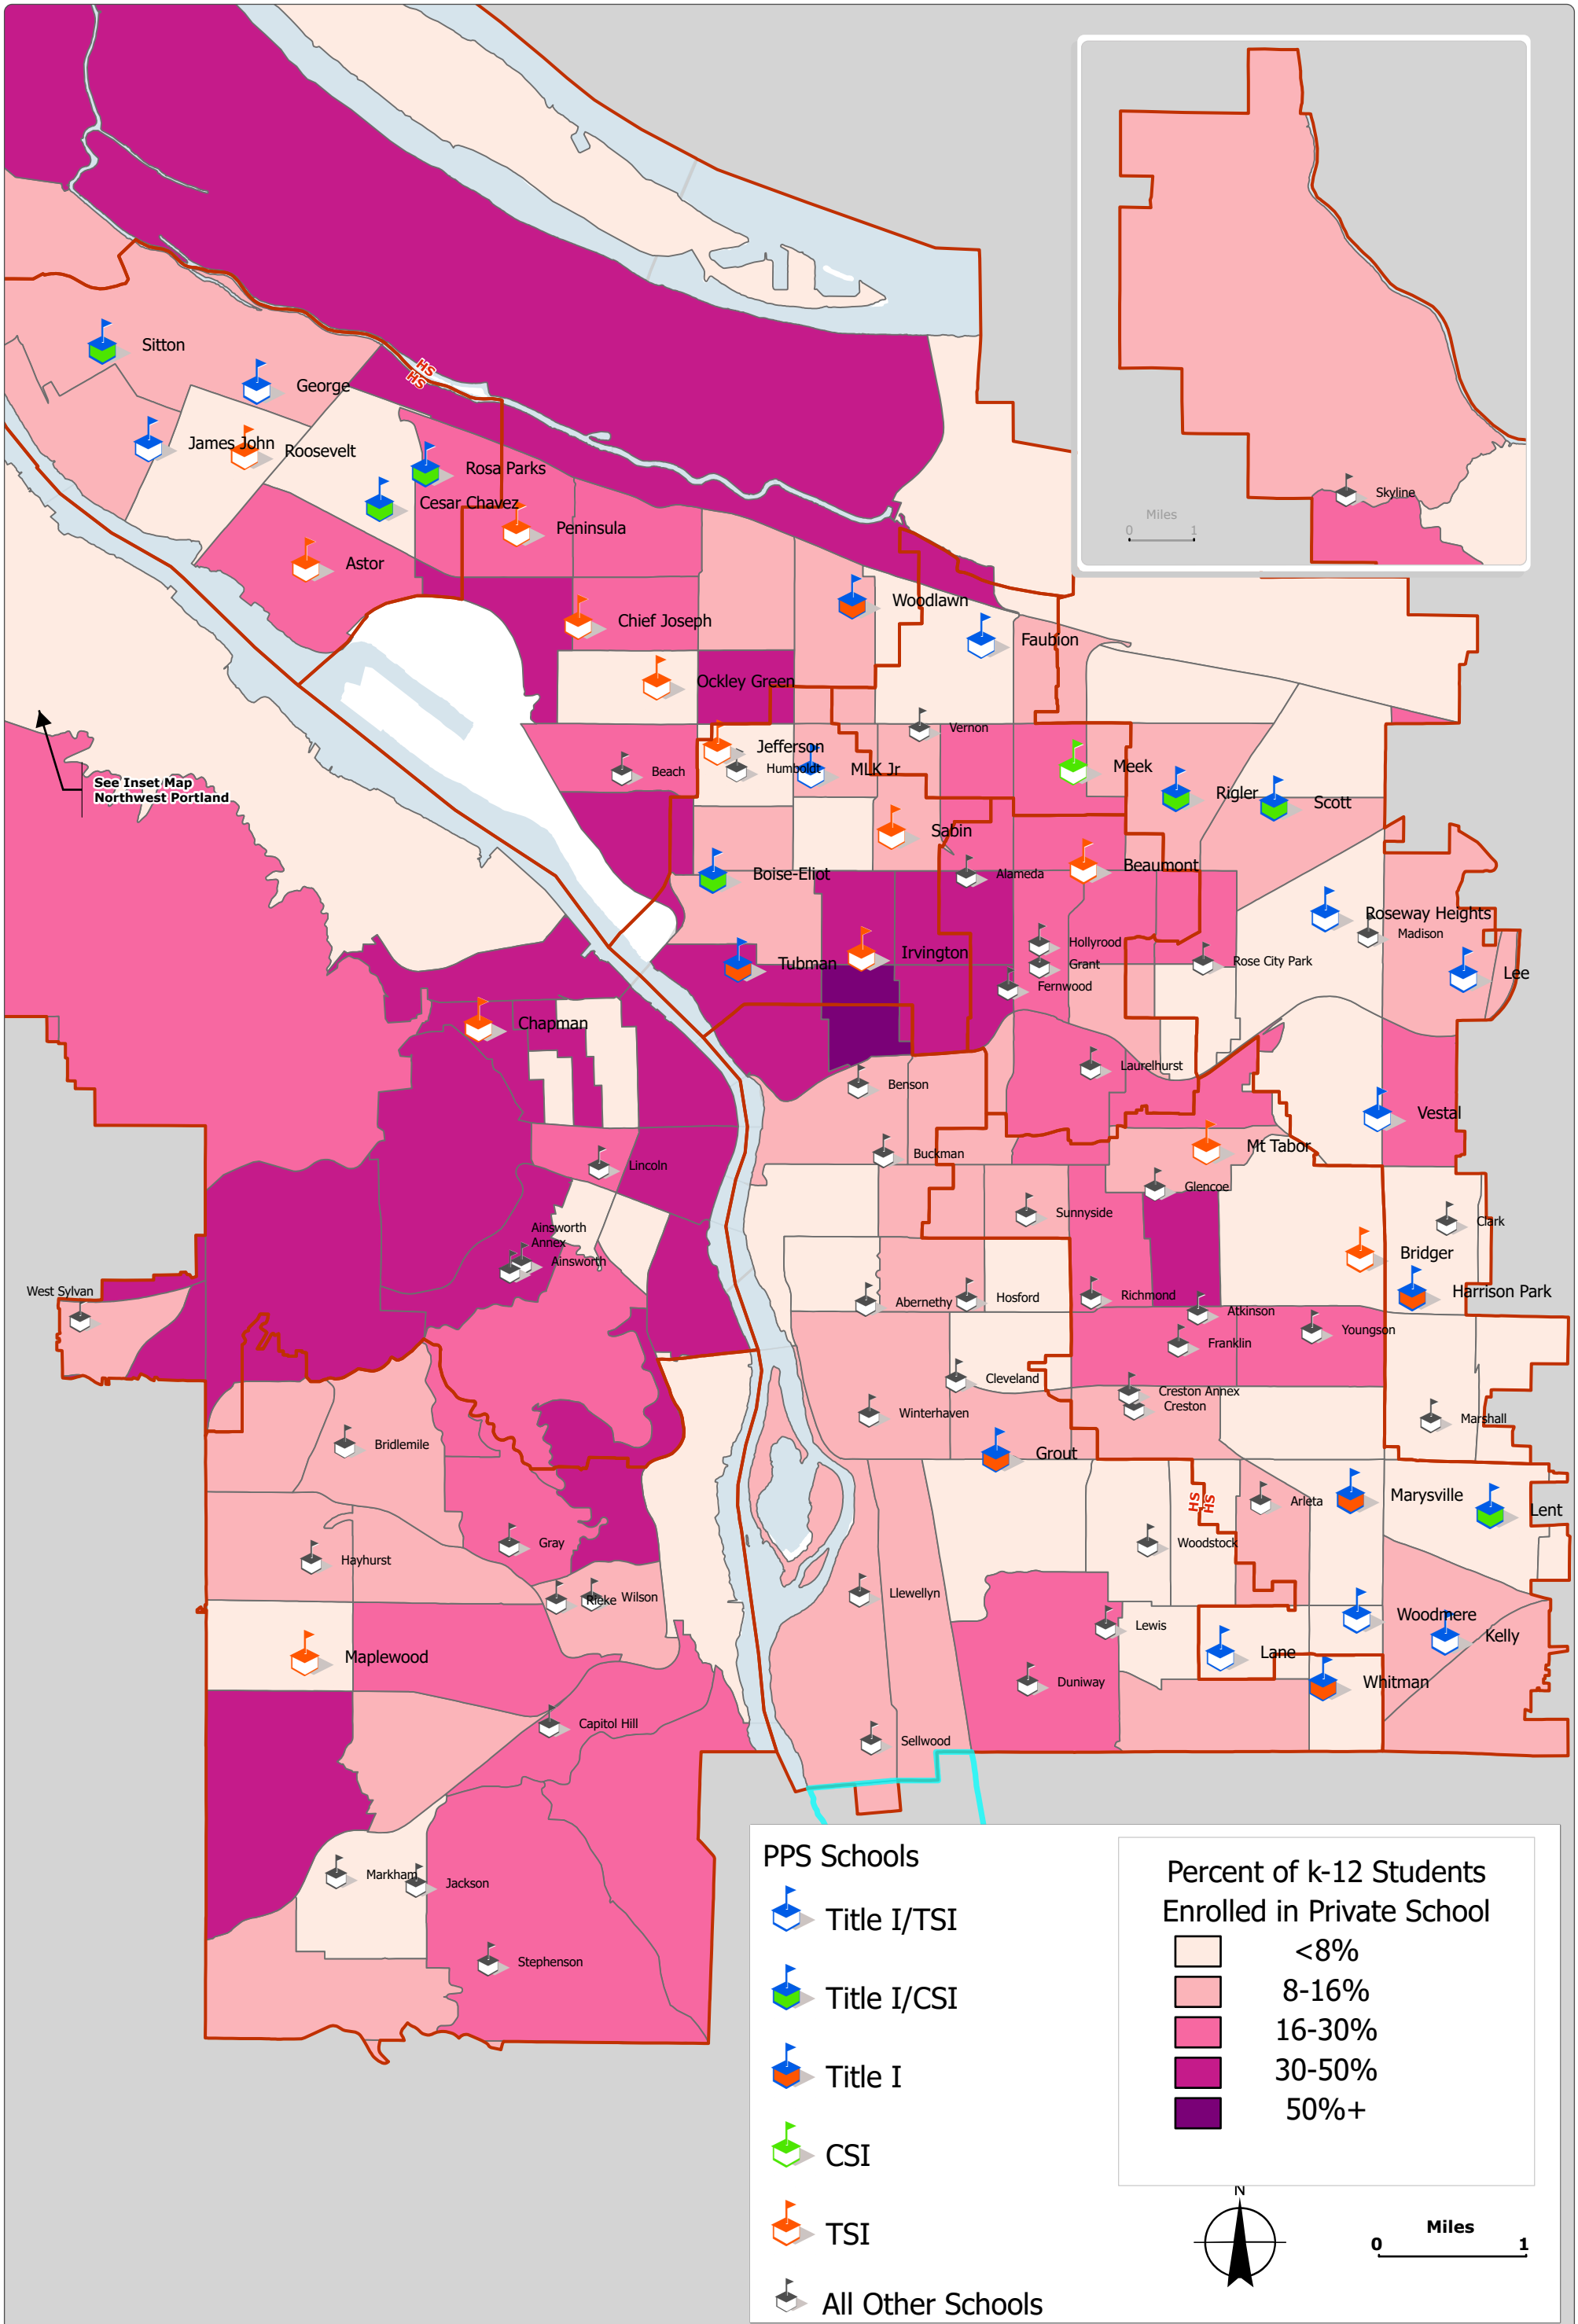 HS
HS
Sitton
George
James John
Roosevelt
Rosa Parks
Cesar Chavez
Peninsula
Astor
Chief Joseph
Ockley Green
Woodlawn
Faubion
Skyline
Miles
0 1
See Inset Map
Northwest Portland
Beach
Jefferson
Humboldt
MLK Jr
Vernon
Meek
Rigler
Scott
Sabin
Boise-Eliot
Alameda
Beaumont
Roseway Heights
Madison
Lee
Tubman
Irvington
Hollyrood
Grant
Fernwood
Rose City Park
Chapman
Laurelhurst
Benson
Vestal
Buckman
Mt Tabor
Lincoln
Glencoe
Sunnyside
Clark
Ainsworth
Annex
Ainsworth
Bridger
Harrison Park
West Sylvan
Abernethy
Hosford
Richmond
Atkinson
Youngson
Franklin
Cleveland
Creston Annex
Creston
Winterhaven
Marshall
Bridlemile
Grout
HS
HS
Arleta
Marysville
Lent
Gray
Woodstock
Hayhurst
Rieke
Wilson
Llewellyn
Lewis
Woodmere
Kelly
Lane
Maplewood
Duniway
Whitman
Capitol Hill
Sellwood
Markham
Jackson
Stephenson
PPS Schools
Title I/TSI
Title I/CSI
Title I
CSI
TSI
All Other Schools
Percent of k-12 Students
Enrolled in Private School
<8%
8-16%
16-30%
30-50%
50%+
N
Miles
0 1